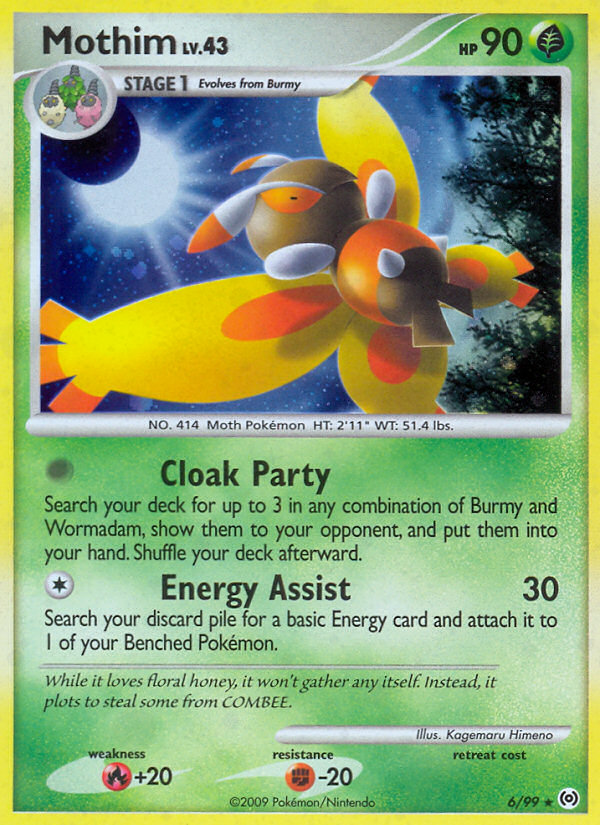 Mothim LV.43
HP 90
STAGE 1 Evolves from Burmy
NO. 414 Moth Pokémon HT: 2'11" WT: 51.4 lbs.
Cloak Party
Search your deck for up to 3 in any combination of Burmy and
Wormadam, show them to your opponent, and put them into
your hand. Shuffle your deck afterward.
Energy Assist 30
Search your discard pile for a basic Energy card and attach it to
1 of your Benched Pokémon.
While it loves floral honey, it won't gather any itself. Instead, it
plots to steal some from COMBEE.
Illus. Kagemaru Himeno
weakness resistance retreat cost
+20 -20
©2009 Pokémon/Nintendo 6/99 ★